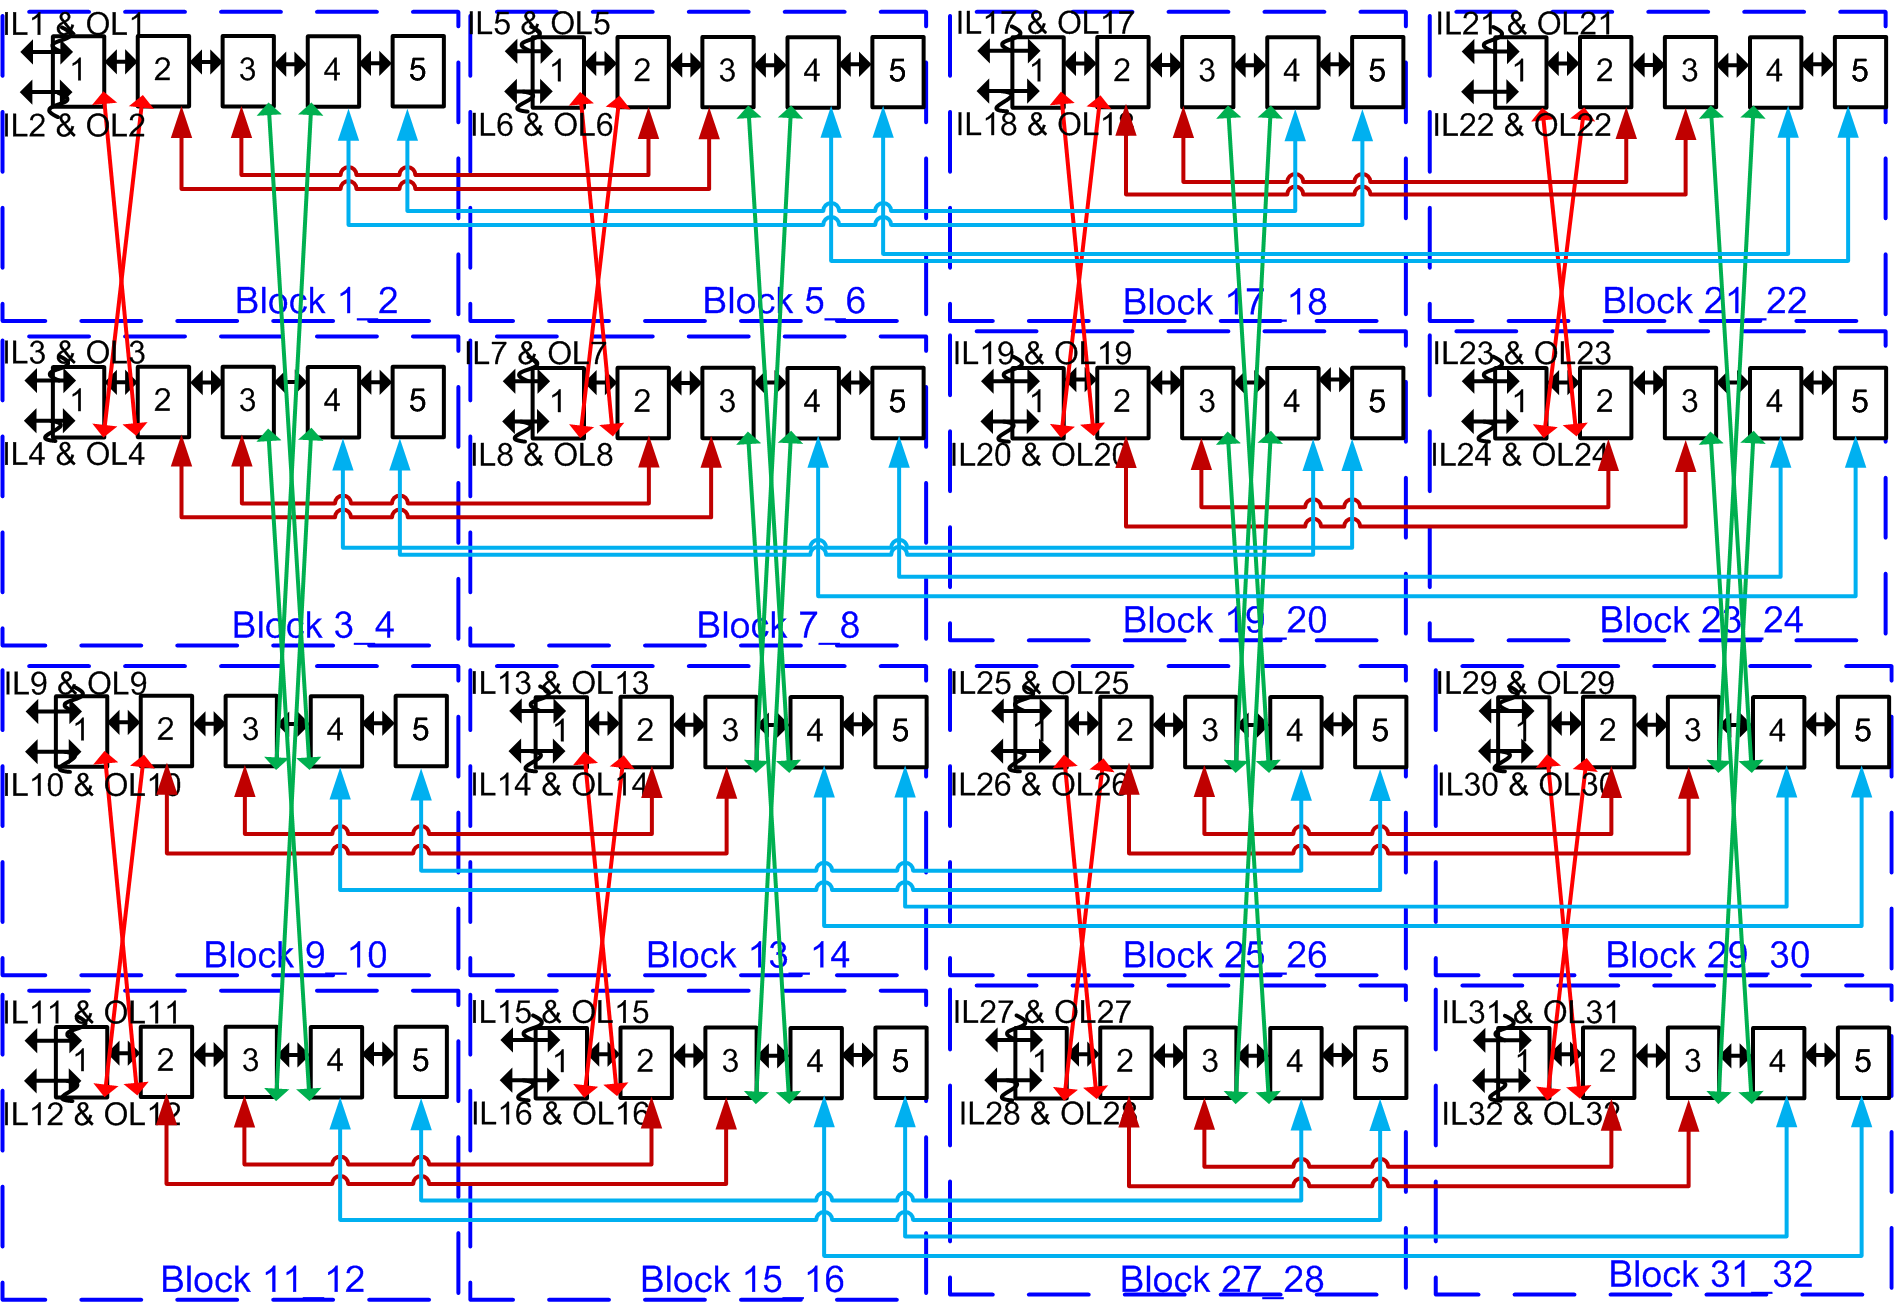 IL1 & OL1 IL5 & OL5 IL17 & OL17 IL21 & OL21
1 2 3 4 5 1 2 3 4 5 1 2 3 4 5 1 2 3 4 5
IL2 & OL2 IL6 & OL6 IL18 & OL18 IL22 & OL22
Block 1_2 Block 5_6 Block 17_18 Block 21_22
IL3 & OL3 IL7 & OL7 IL19 & OL19 IL23 & OL23
1 2 3 4 5 1 2 3 4 5 1 2 3 4 5 1 2 3 4 5
IL4 & OL4 IL8 & OL8 IL20 & OL20 IL24 & OL24
Block 3_4 Block 7_8 Block 19_20 Block 23_24
IL9 & OL9 IL13 & OL13 IL25 & OL25 IL29 & OL29
1 2 3 4 5 1 2 3 4 5 1 2 3 4 5 1 2 3 4 5
IL10 & OL10 IL14 & OL14 IL26 & OL26 IL30 & OL30
Block 9_10 Block 13_14 Block 25_26 Block 29_30
IL11 & OL11 IL15 & OL15 IL27 & OL27 IL31 & OL31
1 2 3 4 5 1 2 3 4 5 1 2 3 4 5 1 2 3 4 5
IL12 & OL12 IL16 & OL16 IL28 & OL28 IL32 & OL32
Block 11_12 Block 15_16 Block 27_28 Block 31_32